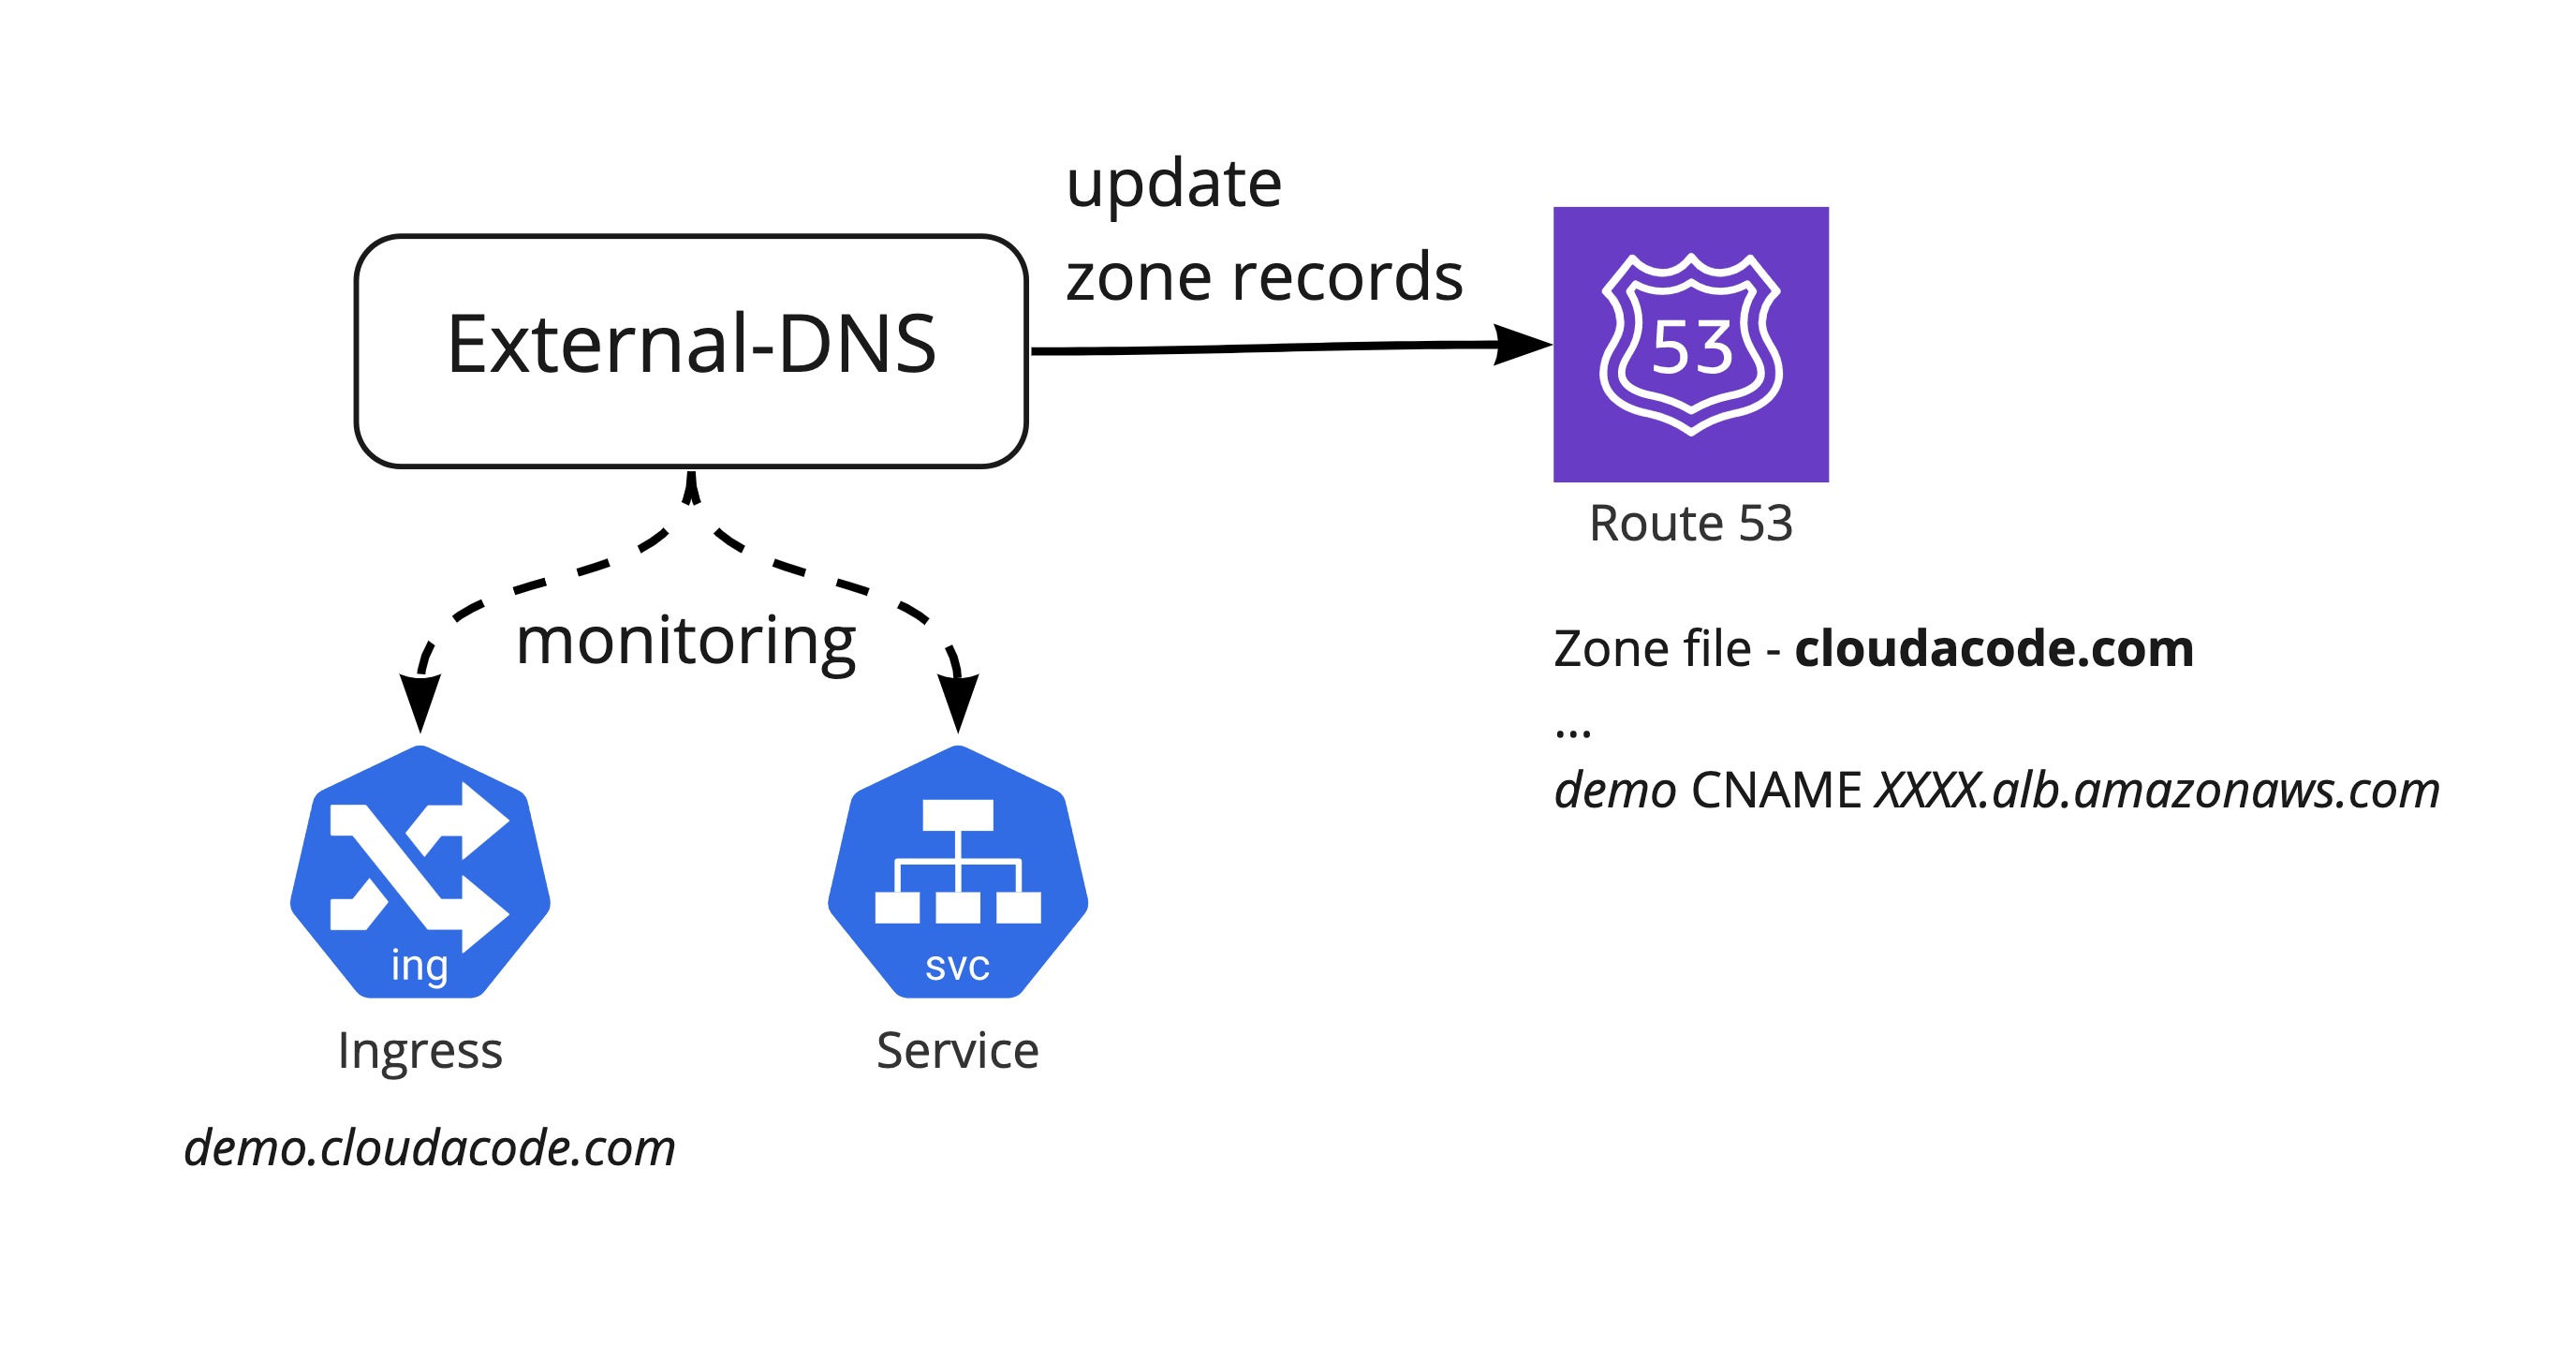 update
zone records
External-DNS
53
Route 53
monitoring
Zone file - cloudacode.com
...
demo CNAME XXXX.alb.amazonaws.com
ing
svc
Ingress
Service
demo.cloudacode.com